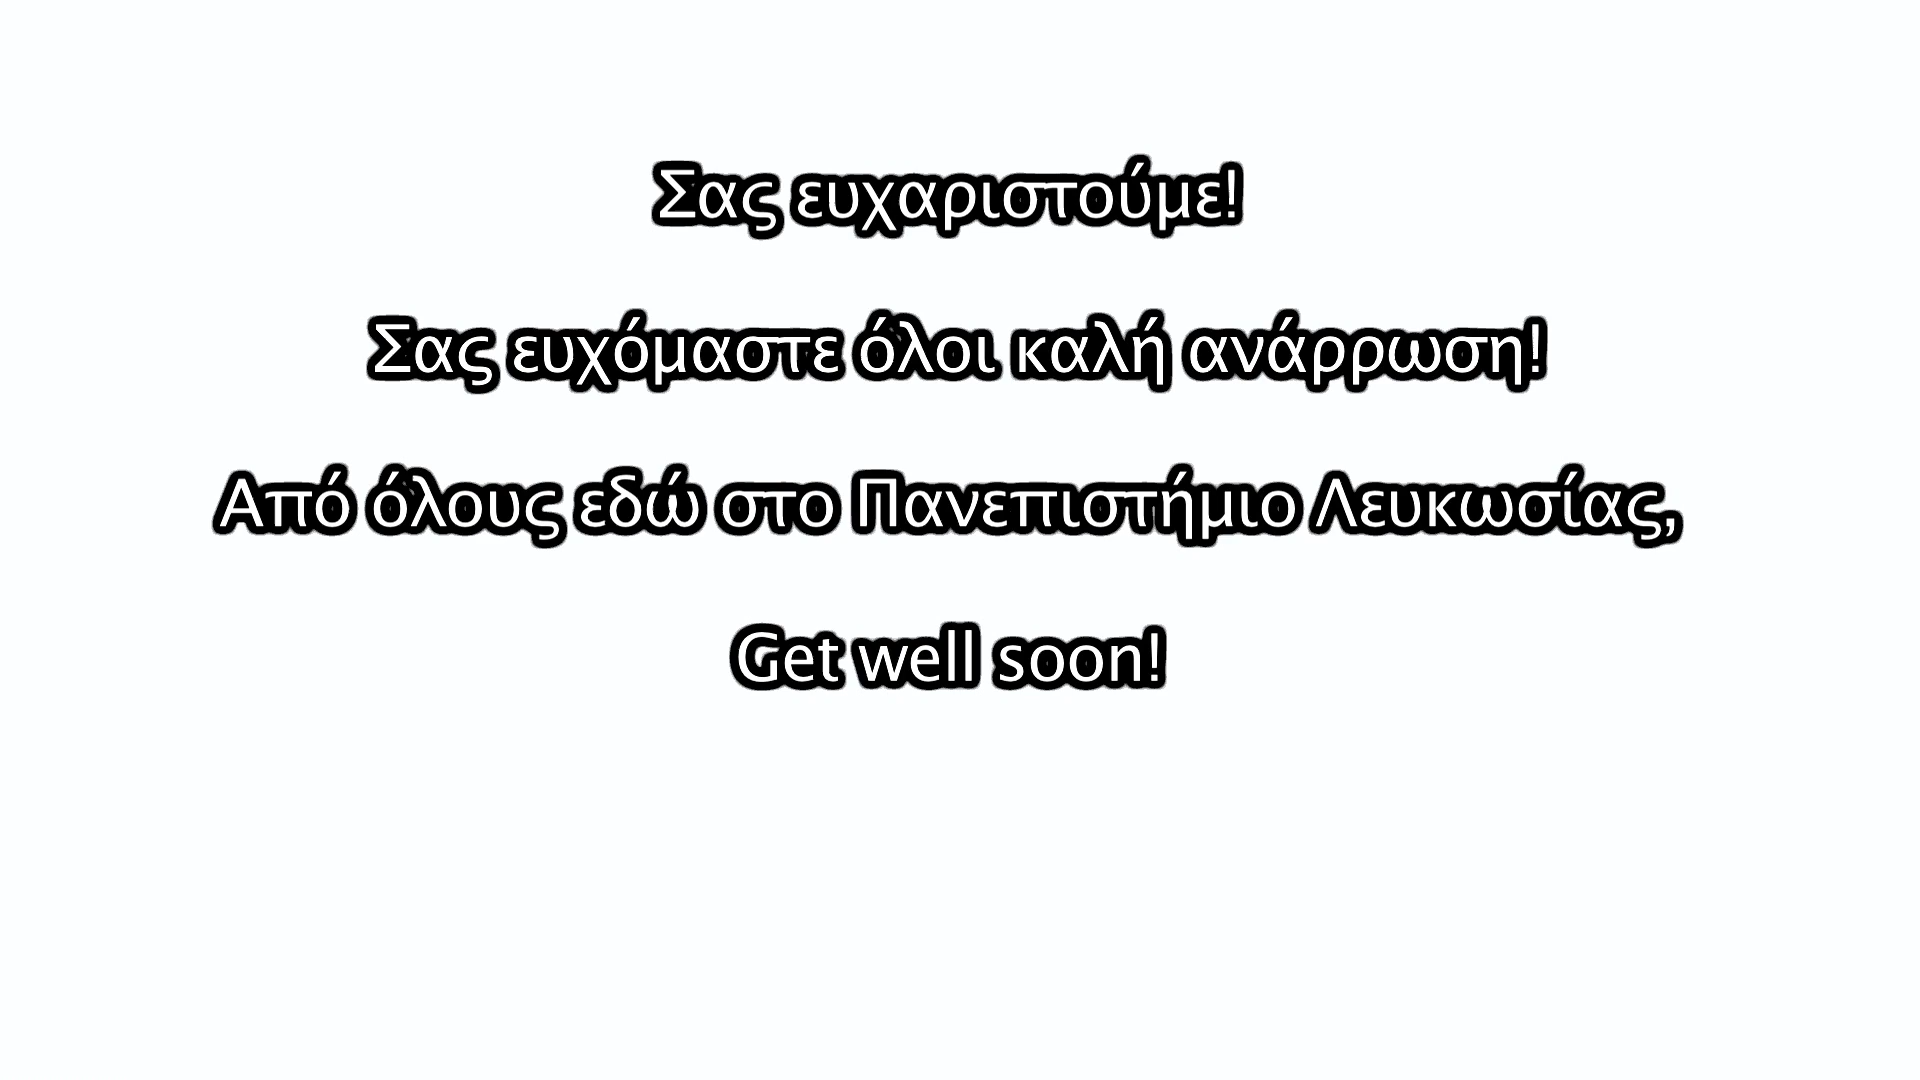 Σας ευχαριστούμε!
Σας ευχόμαστε όλοι καλή ανάρρωση!
Από όλους εδώ στο Πανεπιστήμιο Λευκωσίας,
Get well soon!